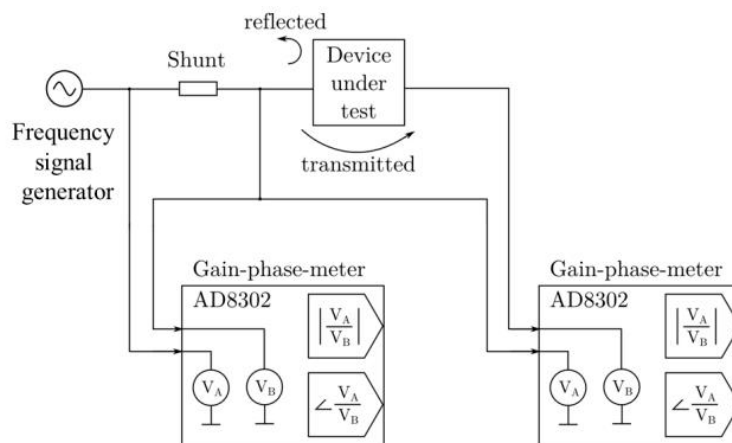 reflected
Shunt
Device
under
test
Frequency
signal
generator
transmitted
Gain-phase-meter
AD8302
|V_A/V_B|
V_A
V_B
∠V_A/V_B
Gain-phase-meter
AD8302
|V_A/V_B|
V_A
V_B
∠V_A/V_B